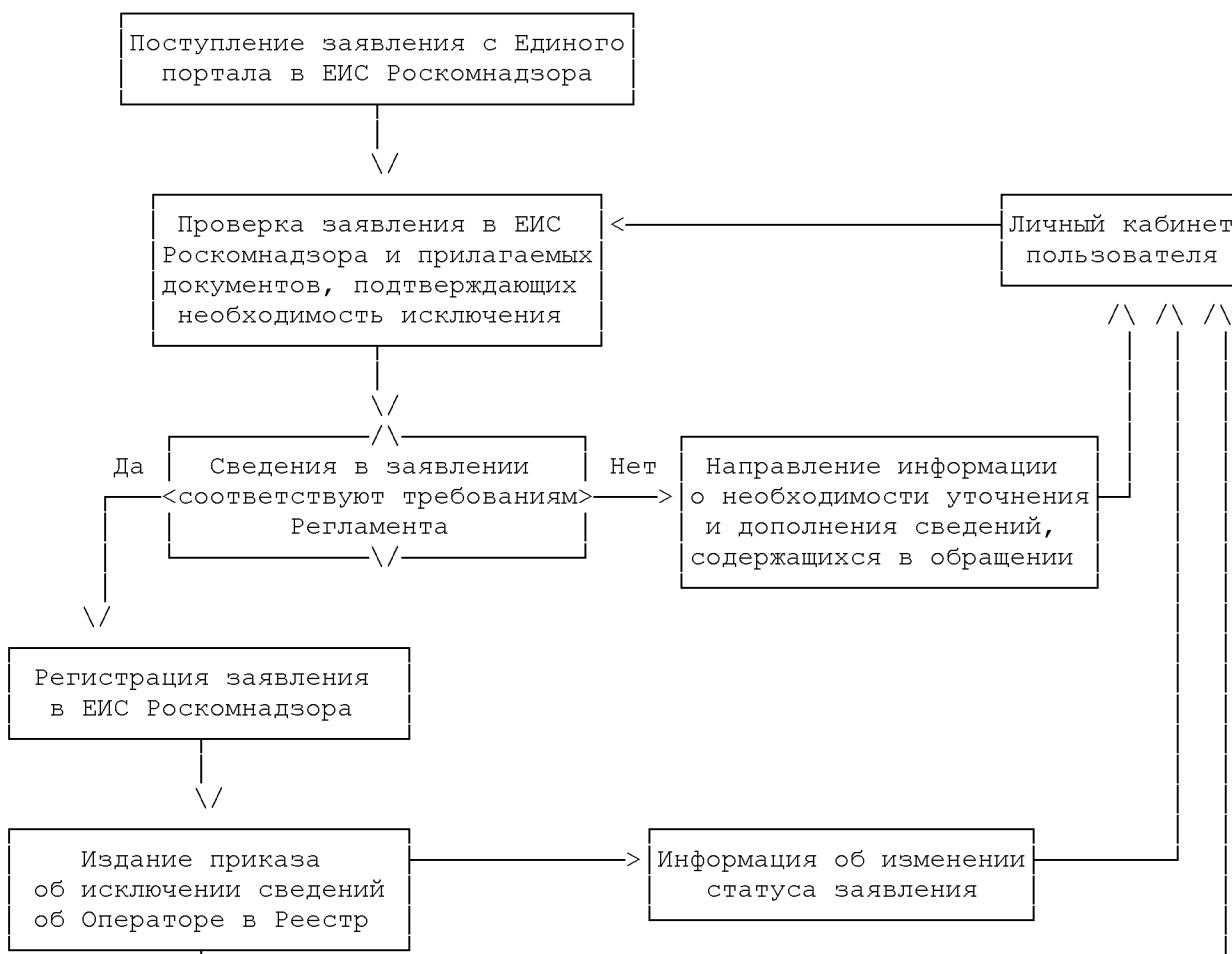 Поступление заявления с Единого
портала в ЕИС Роскомнадзора
Проверка заявления в ЕИС
Роскомнадзора и прилагаемых
документов, подтверждающих
необходимость исключения
Личный кабинет
пользователя
Да
Сведения в заявлении
соответствуют требованиям
Регламента
Нет
Направление информации
о необходимости уточнения
и дополнения сведений,
содержащихся в обращении
Регистрация заявления
в ЕИС Роскомнадзора
Издание приказа
об исключении сведений
об Операторе в Реестр
Информация об изменении
статуса заявления